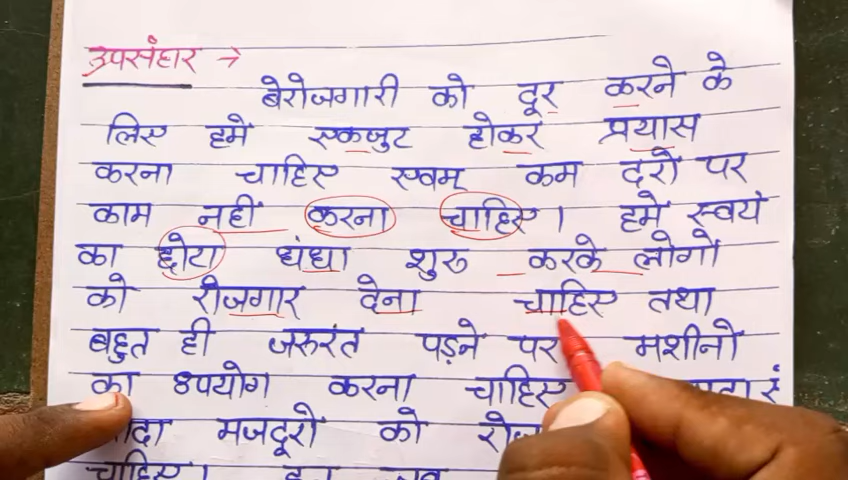 उपसंहार →
बेरोजगारी को दूर करने के
लिए हमे एकजुट होकर प्रयास
करना चाहिए एवम् कम दरो पर
काम नही करना चाहिए। हमे स्वयं
का छोटा धंधा शुरू करके लोगो
को रोजगार देना चाहिए तथा
बहुत ही जरुरत पड़ने पर मशीनो
का उपयोग करना चाहिए
मजदूरो को
चाहिए।